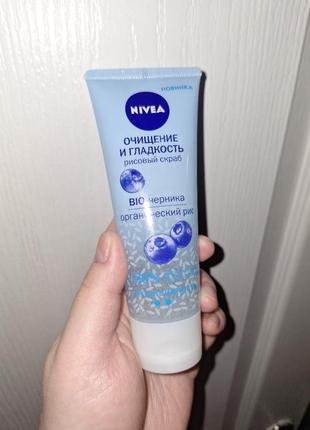 НОВИНКА
NIVEA
ОЧИЩЕНИЕ
И ГЛАДКОСТЬ
рисовый скраб
BIO черника
органический рис